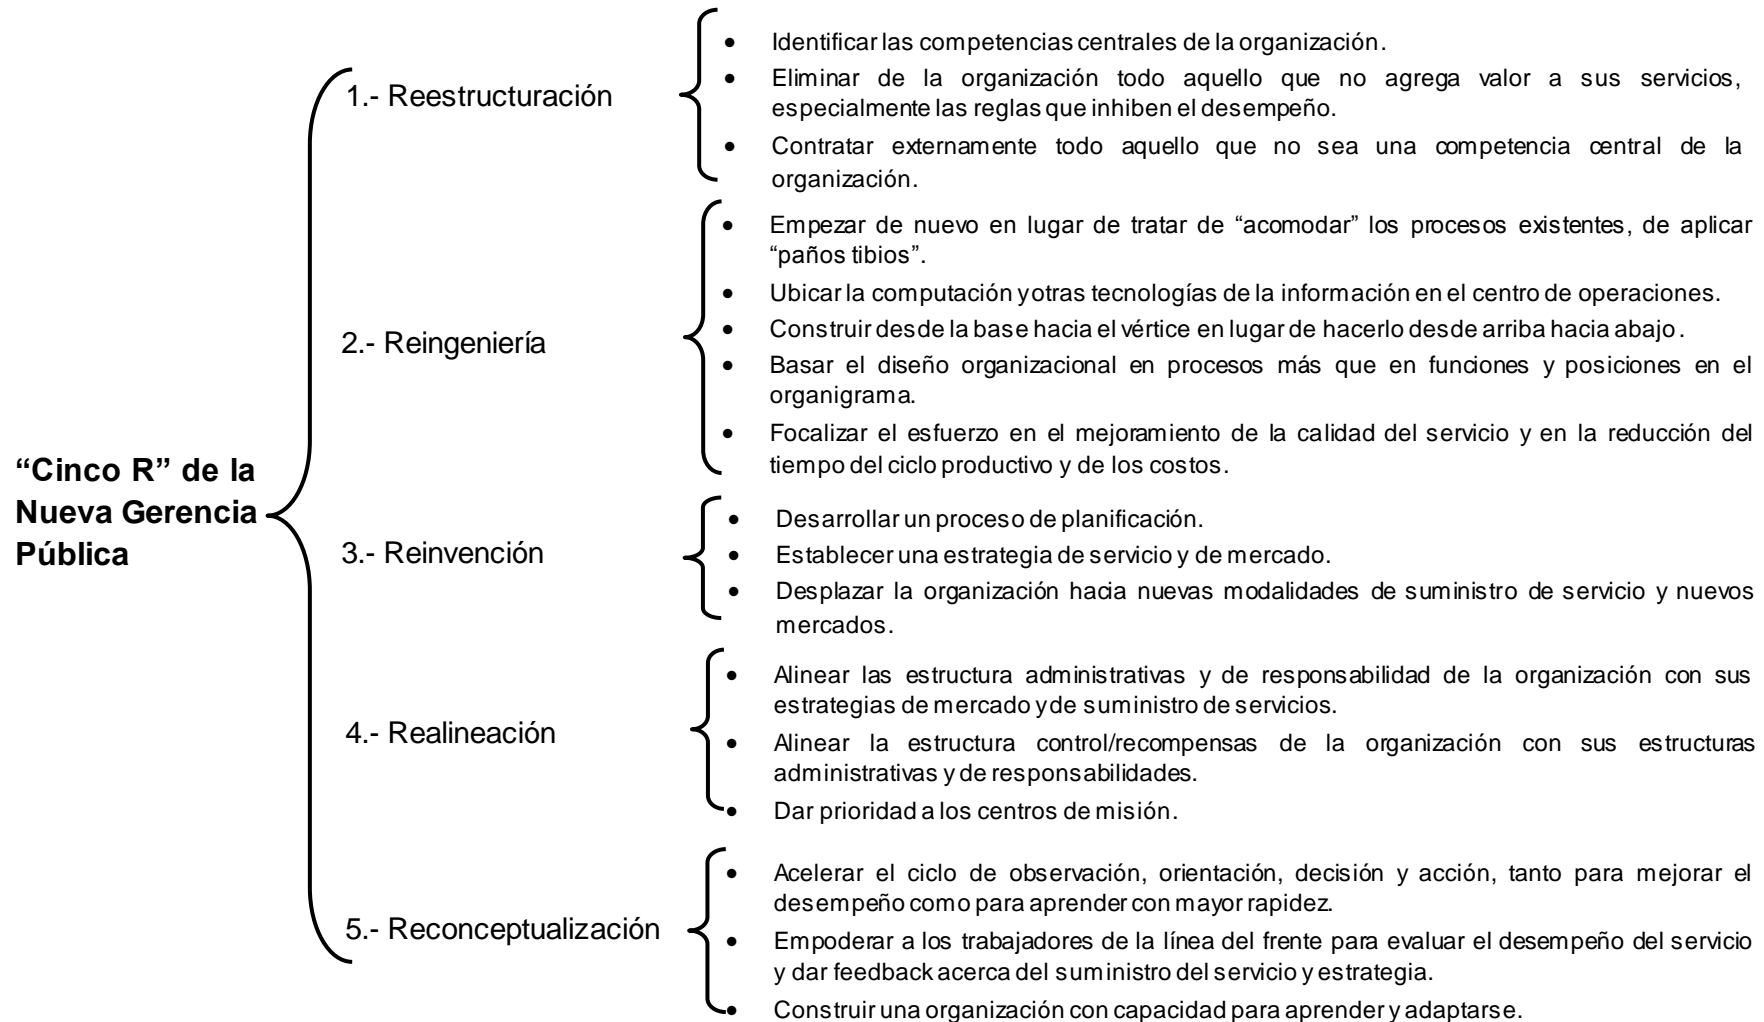 “Cinco R” de la
Nueva Gerencia
Pública
1.- Reestructuración
• Identificar las competencias centrales de la organización.
• Eliminar de la organización todo aquello que no agrega valor a sus servicios,
especialmente las reglas que inhiben el desempeño.
• Contratar externamente todo aquello que no sea una competencia central de la
organización.
2.- Reingeniería
• Empezar de nuevo en lugar de tratar de “acomodar” los procesos existentes, de aplicar
“paños tibios”.
• Ubicar la computación y otras tecnologías de la información en el centro de operaciones.
• Construir desde la base hacia el vértice en lugar de hacerlo desde arriba hacia abajo.
• Basar el diseño organizacional en procesos más que en funciones y posiciones en el
organigrama.
• Focalizar el esfuerzo en el mejoramiento de la calidad del servicio y en la reducción del
tiempo del ciclo productivo y de los costos.
3.- Reinvención
• Desarrollar un proceso de planificación.
• Establecer una estrategia de servicio y de mercado.
• Desplazar la organización hacia nuevas modalidades de suministro de servicio y nuevos
mercados.
4.- Realineación
• Alinear las estructura administrativas y de responsabilidad de la organización con sus
estrategias de mercado y de suministro de servicios.
• Alinear la estructura control/recompensas de la organización con sus estructuras
administrativas y de responsabilidades.
• Dar prioridad a los centros de misión.
5.- Reconceptualización
• Acelerar el ciclo de observación, orientación, decisión y acción, tanto para mejorar el
desempeño como para aprender con mayor rapidez.
• Empoderar a los trabajadores de la línea del frente para evaluar el desempeño del servicio
y dar feedback acerca del suministro del servicio y estrategia.
• Construir una organización con capacidad para aprender y adaptarse.